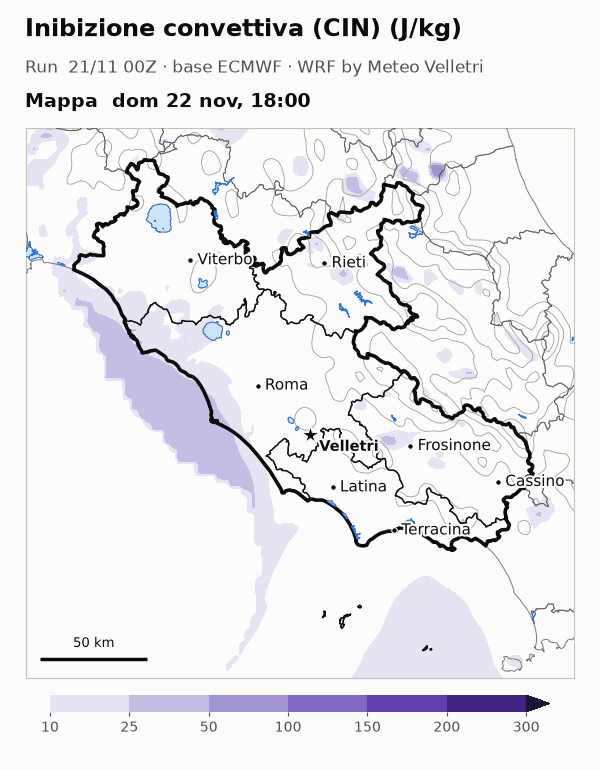 Inibizione convettiva (CIN) (J/kg)
Run  21/11 00Z · base ECMWF · WRF by Meteo Velletri
Mappa  dom 22 nov, 18:00
Viterbo
Rieti
Roma
Velletri
Frosinone
Cassino
Latina
Terracina
50 km
10 25 50 100 150 200 300